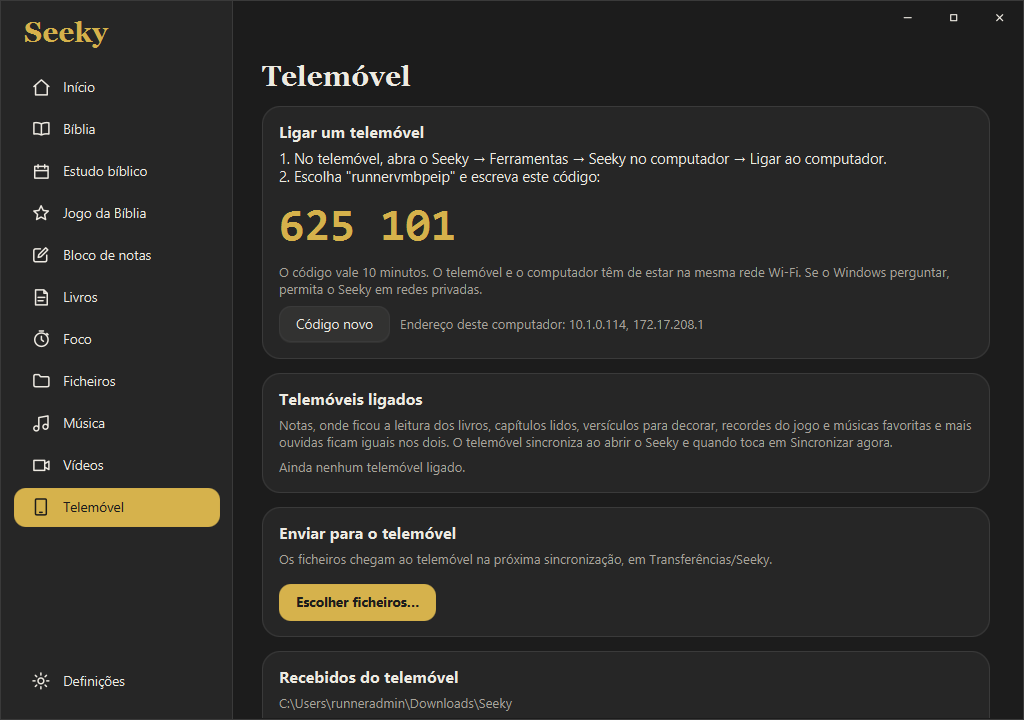 Seeky
Início
Bíblia
Estudo bíblico
Jogo da Bíblia
Bloco de notas
Livros
Foco
Ficheiros
Música
Vídeos
Telemóvel
Definições
Telemóvel
Ligar um telemóvel
1. No telemóvel, abra o Seeky → Ferramentas → Seeky no computador → Ligar ao computador.
2. Escolha "runnervmbpeip" e escreva este código:
625 101
O código vale 10 minutos. O telemóvel e o computador têm de estar na mesma rede Wi-Fi. Se o Windows perguntar,
permita o Seeky em redes privadas.
Código novo
Endereço deste computador: 10.1.0.114, 172.17.208.1
Telemóveis ligados
Notas, onde ficou a leitura dos livros, capítulos lidos, versículos para decorar, recordes do jogo e músicas favoritas e mais
ouvidas ficam iguais nos dois. O telemóvel sincroniza ao abrir o Seeky e quando toca em Sincronizar agora.
Ainda nenhum telemóvel ligado.
Enviar para o telemóvel
Os ficheiros chegam ao telemóvel na próxima sincronização, em Transferências/Seeky.
Escolher ficheiros...
Recebidos do telemóvel
C:\Users\runneradmin\Downloads\Seeky